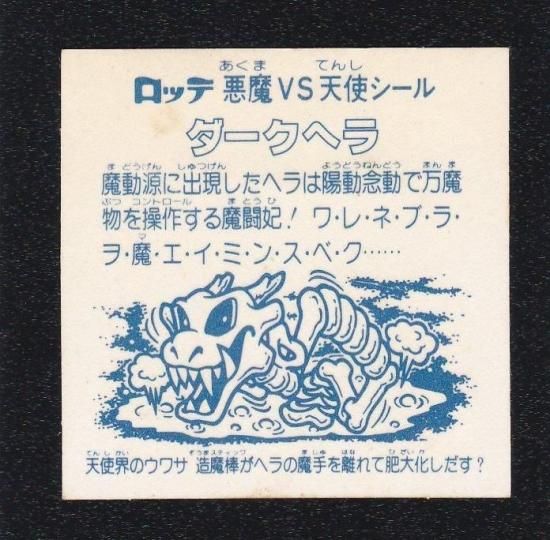 あくま てんし
ロッテ 悪魔VS天使シール
ダークヘラ
まどうげん しゅつげん ようどうねんどう まんま
魔動源に出現したヘラは陽動念動で万魔
ぶつ コントロール まとうひ
物を操作する魔闘妃！ワ・レ・ネ・ブ・ラ・
マ
ヲ・魔・エ・イ・ミ・ン・ス・ベ・ク……
てんしかい ぞうまスティック ましゅ はな ひだいか
天使界のウワサ 造魔棒がヘラの魔手を離れて肥大化しだす？